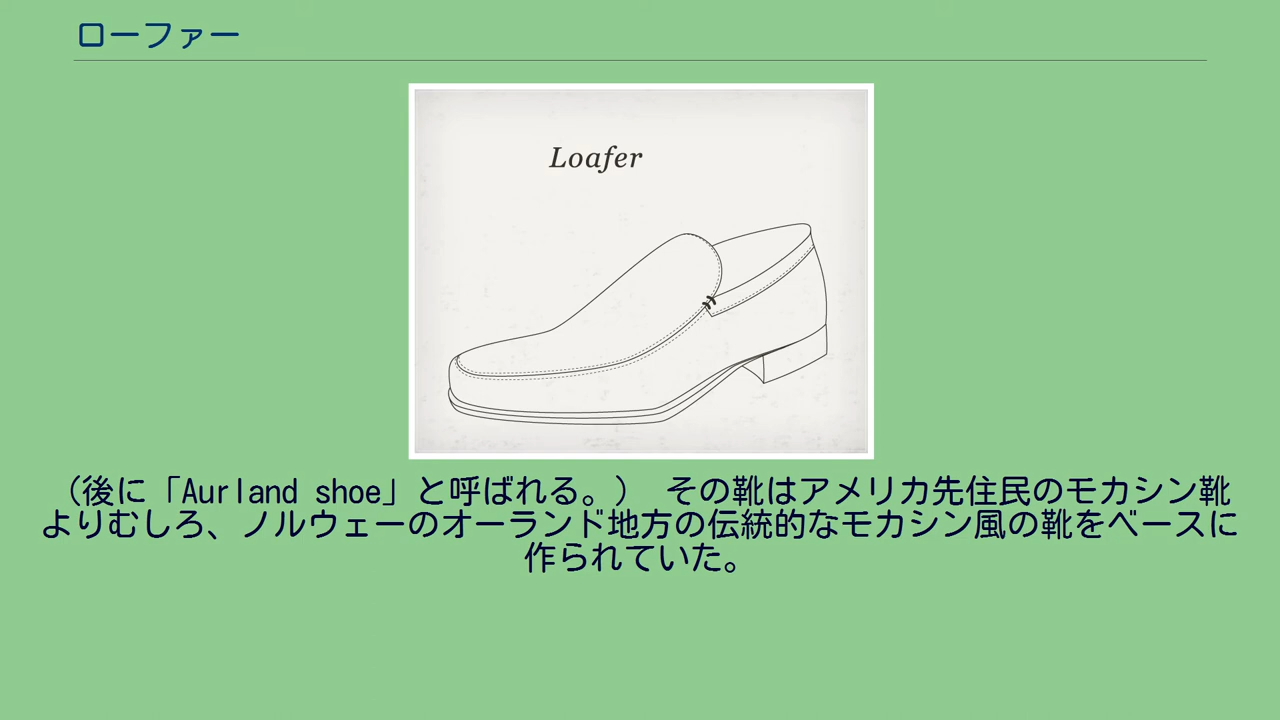 ローファー
Loafer
（後に「Aurland shoe」と呼ばれる。） その靴はアメリカ先住民のモカシン靴
よりむしろ、ノルウェーのオーランド地方の伝統的なモカシン風の靴をベースに
作られていた。